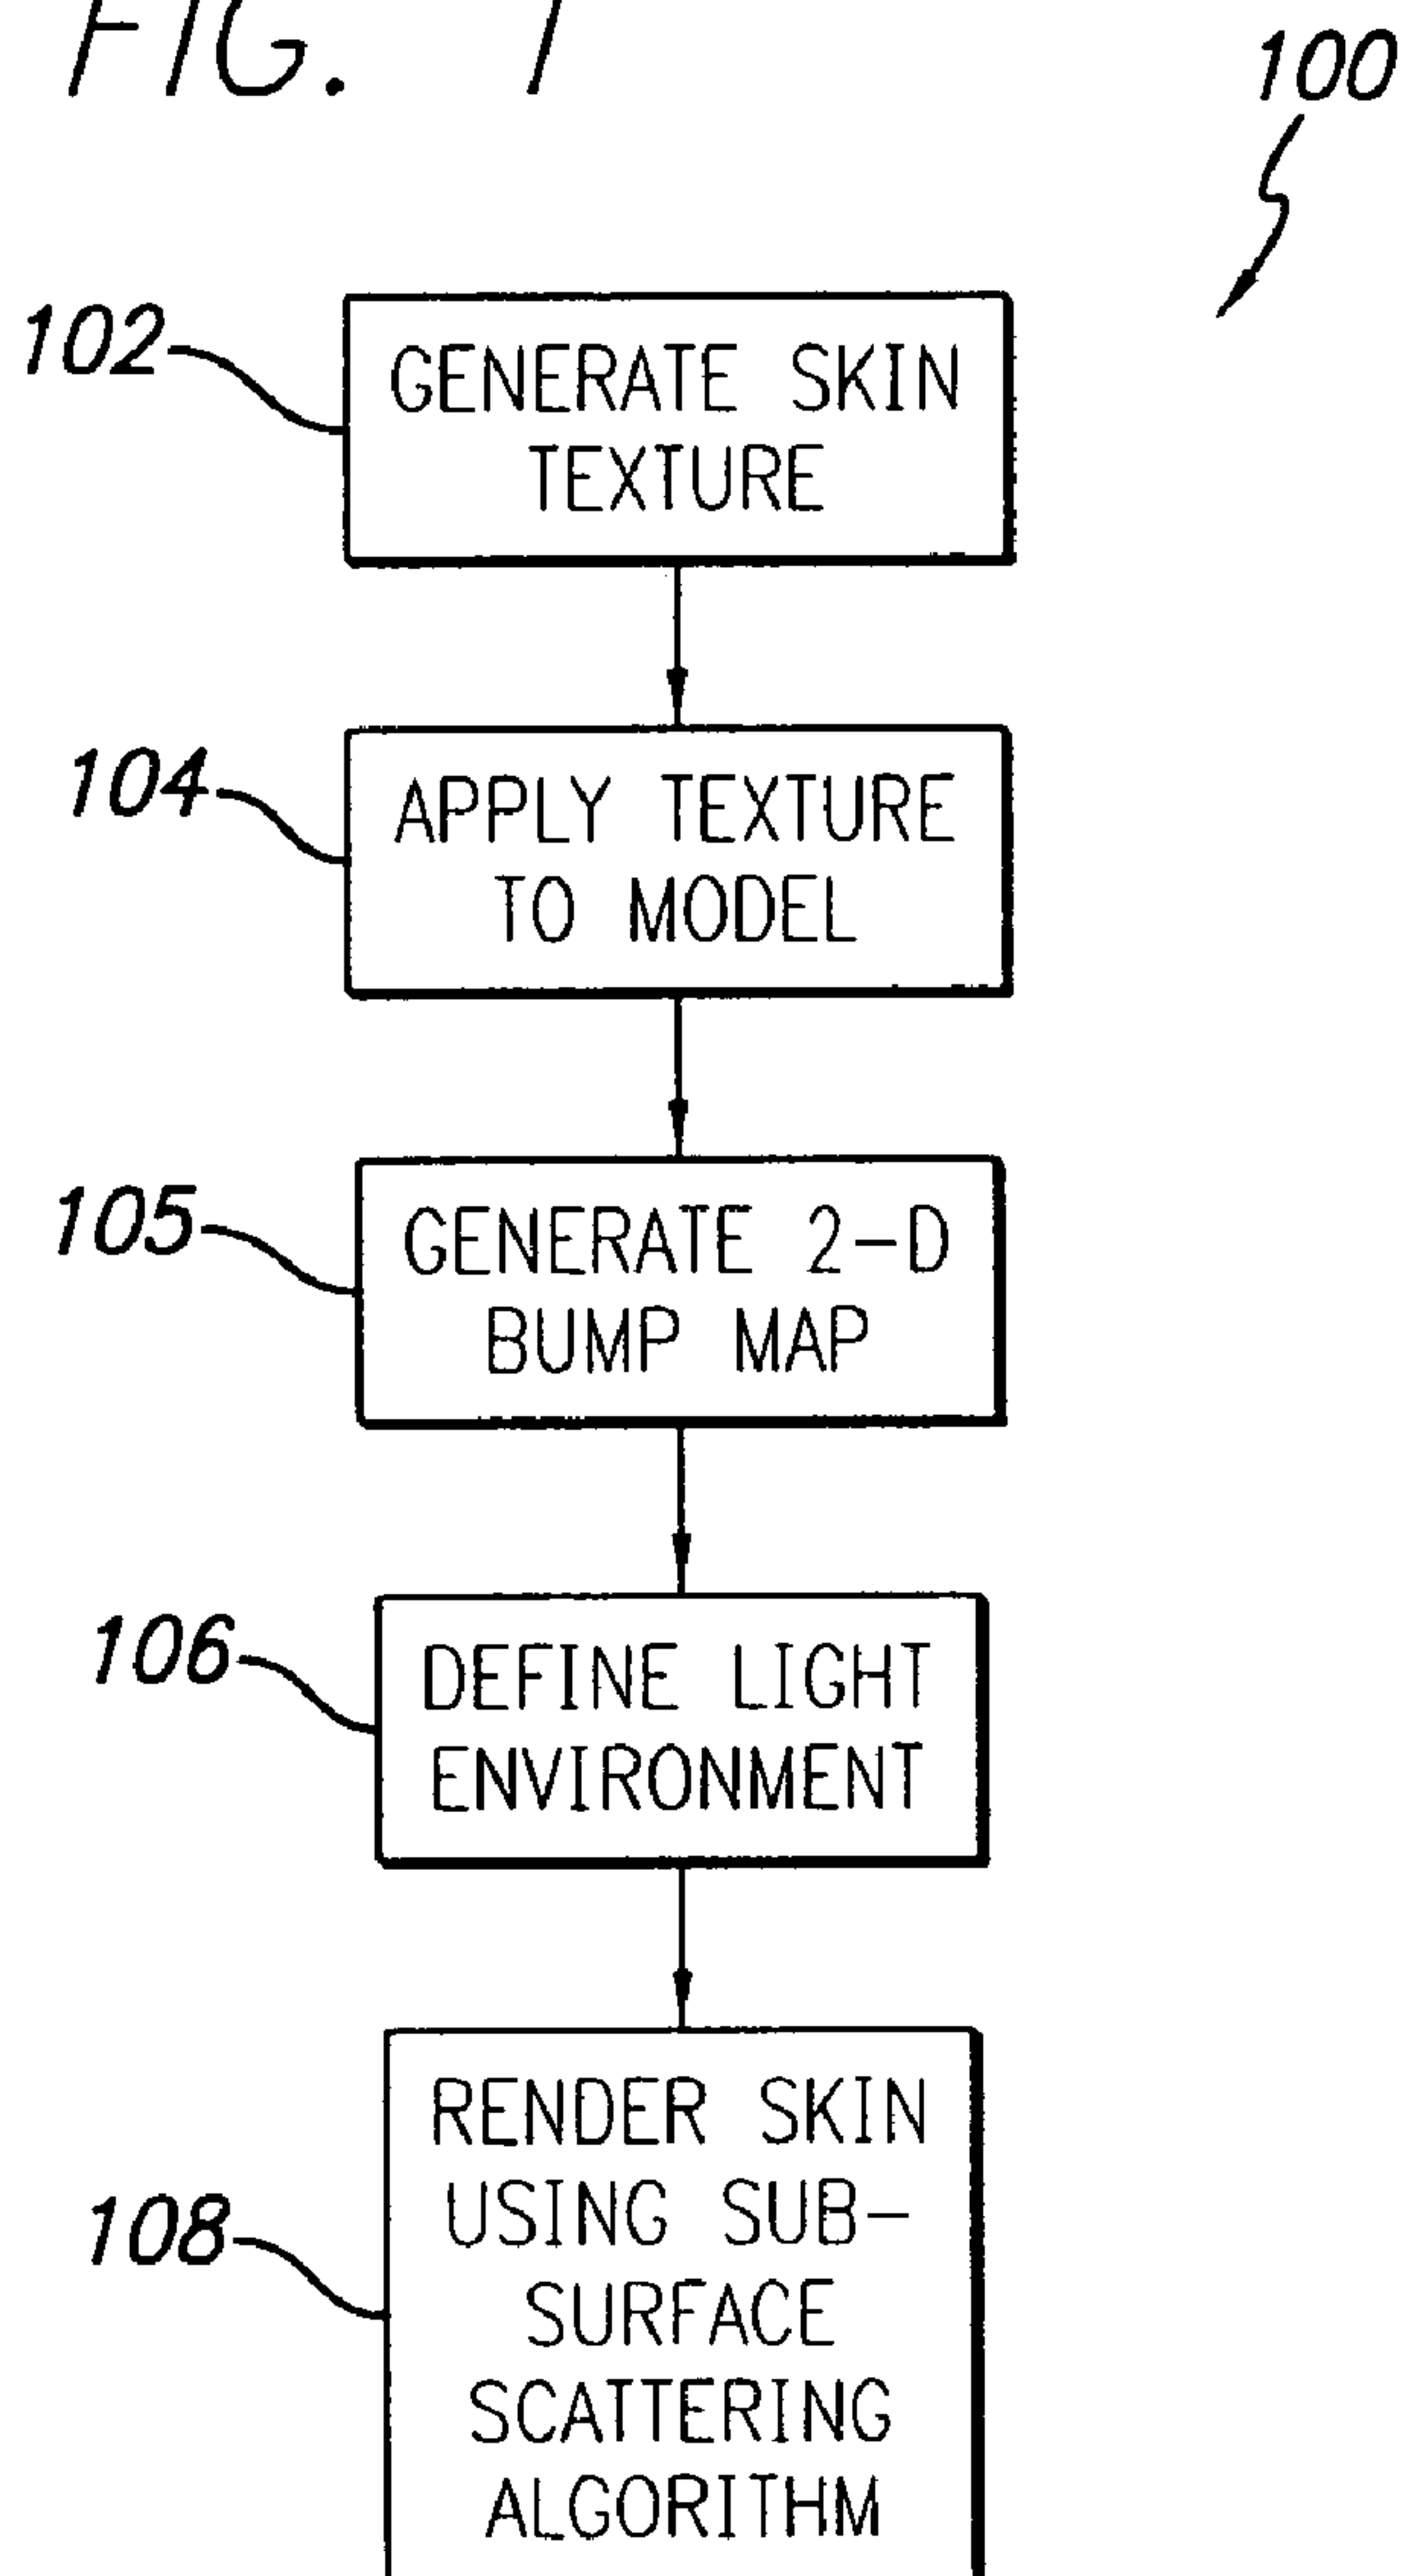 FIG. 1
100
102
GENERATE SKIN
TEXTURE
104
APPLY TEXTURE
TO MODEL
105
GENERATE 2-D
BUMP MAP
106
DEFINE LIGHT
ENVIRONMENT
108
RENDER SKIN
USING SUB-
SURFACE
SCATTERING
ALGORITHM